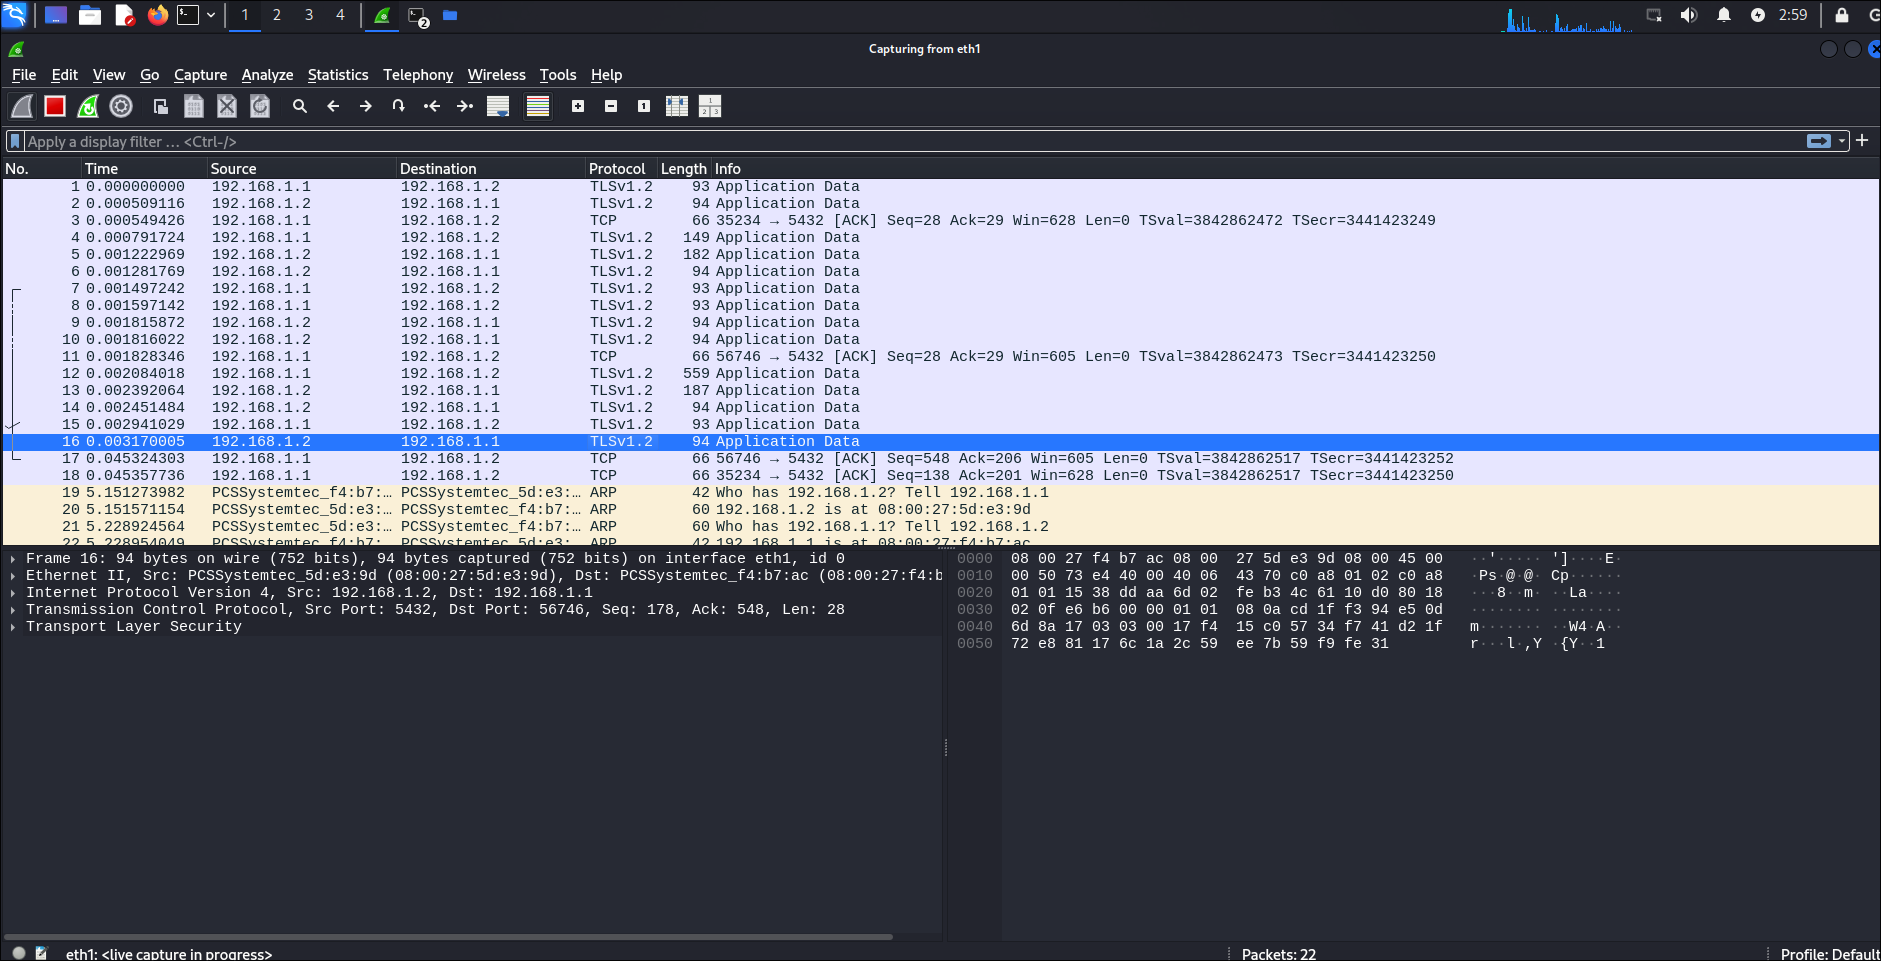 1 2 3 4 2 2:59
Capturing from eth1
File Edit View Go Capture Analyze Statistics Telephony Wireless Tools Help
Apply a display filter … <Ctrl-/>
No. Time Source Destination Protocol Length Info
1 0.000000000 192.168.1.1 192.168.1.2 TLSv1.2 93 Application Data
2 0.000509116 192.168.1.2 192.168.1.1 TLSv1.2 94 Application Data
3 0.000549426 192.168.1.1 192.168.1.2 TCP 66 35234 → 5432 [ACK] Seq=28 Ack=29 Win=628 Len=0 TSval=3842862472 TSecr=3441423249
4 0.000791724 192.168.1.1 192.168.1.2 TLSv1.2 149 Application Data
5 0.001222969 192.168.1.2 192.168.1.1 TLSv1.2 182 Application Data
6 0.001281769 192.168.1.2 192.168.1.1 TLSv1.2 94 Application Data
7 0.001497242 192.168.1.1 192.168.1.2 TLSv1.2 93 Application Data
8 0.001597142 192.168.1.1 192.168.1.2 TLSv1.2 93 Application Data
9 0.001815872 192.168.1.2 192.168.1.1 TLSv1.2 94 Application Data
10 0.001816022 192.168.1.2 192.168.1.1 TLSv1.2 94 Application Data
11 0.001828346 192.168.1.1 192.168.1.2 TCP 66 56746 → 5432 [ACK] Seq=28 Ack=29 Win=605 Len=0 TSval=3842862473 TSecr=3441423250
12 0.002084018 192.168.1.1 192.168.1.2 TLSv1.2 559 Application Data
13 0.002392064 192.168.1.2 192.168.1.1 TLSv1.2 187 Application Data
14 0.002451484 192.168.1.2 192.168.1.1 TLSv1.2 94 Application Data
15 0.002941029 192.168.1.1 192.168.1.2 TLSv1.2 93 Application Data
16 0.003170005 192.168.1.2 192.168.1.1 TLSv1.2 94 Application Data
17 0.045324303 192.168.1.1 192.168.1.2 TCP 66 56746 → 5432 [ACK] Seq=548 Ack=206 Win=605 Len=0 TSval=3842862517 TSecr=3441423252
18 0.045357736 192.168.1.1 192.168.1.2 TCP 66 35234 → 5432 [ACK] Seq=138 Ack=201 Win=628 Len=0 TSval=3842862517 TSecr=3441423250
19 5.151273982 PCSSystemtec_f4:b7:… PCSSystemtec_5d:e3:… ARP 42 Who has 192.168.1.2? Tell 192.168.1.1
20 5.151571154 PCSSystemtec_5d:e3:… PCSSystemtec_f4:b7:… ARP 60 192.168.1.2 is at 08:00:27:5d:e3:9d
21 5.228924564 PCSSystemtec_5d:e3:… PCSSystemtec_f4:b7:… ARP 60 Who has 192.168.1.1? Tell 192.168.1.2
22 5.228954049 PCSSystemtec_f4:b7: PCSSystemtec_5d:e3: ARP 42 192.168.1.1 is at 08:00:27:f4:b7:ac
Frame 16: 94 bytes on wire (752 bits), 94 bytes captured (752 bits) on interface eth1, id 0
Ethernet II, Src: PCSSystemtec_5d:e3:9d (08:00:27:5d:e3:9d), Dst: PCSSystemtec_f4:b7:ac (08:00:27:f4:b
Internet Protocol Version 4, Src: 192.168.1.2, Dst: 192.168.1.1
Transmission Control Protocol, Src Port: 5432, Dst Port: 56746, Seq: 178, Ack: 548, Len: 28
Transport Layer Security
0000 08 00 27 f4 b7 ac 08 00 27 5d e3 9d 08 00 45 00 ··'····· ']····E·
0010 00 50 73 e4 40 00 40 06 43 70 c0 a8 01 02 c0 a8 ·Ps·@·@· Cp······
0020 01 01 15 38 dd aa 6d 02 fe b3 4c 61 10 d0 80 18 ···8··m· ··La····
0030 02 0f e6 b6 00 00 01 01 08 0a cd 1f f3 94 e5 0d ········ ········
0040 6d 8a 17 03 03 00 17 f4 15 c0 57 34 f7 41 d2 1f m······· ··W4·A··
0050 72 e8 81 17 6c 1a 2c 59 ee 7b 59 f9 fe 31 r···l·,Y ·{Y··1
eth1: <live capture in progress> Packets: 22 Profile: Default